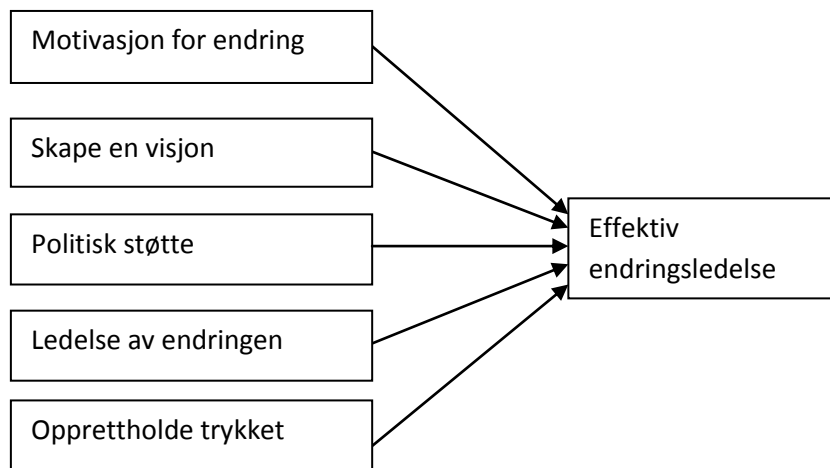 Motivasjon for endring
Skape en visjon
Politisk støtte
Ledelse av endringen
Opprettholde trykket
Effektiv
endringsledelse